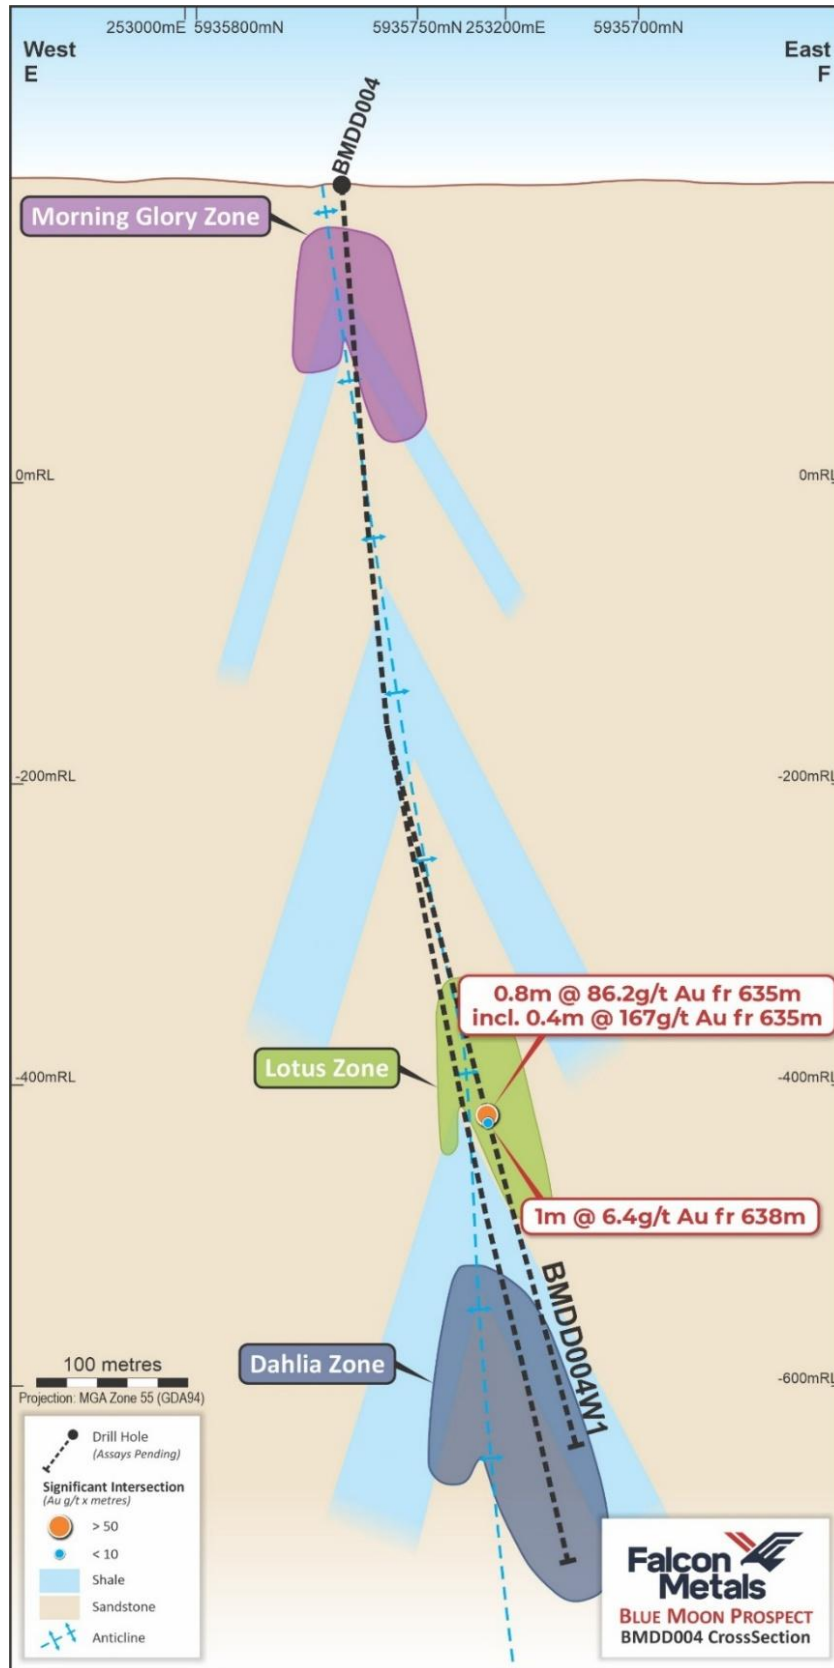 253000mE 5935800mN 5935750mN 253200mE 5935700mN
West
E
East
F
BMDD004
Morning Glory Zone
0mRL 0mRL
-200mRL -200mRL
0.8m @ 86.2g/t Au fr 635m
incl. 0.4m @ 167g/t Au fr 635m
Lotus Zone
-400mRL -400mRL
1m @ 6.4g/t Au fr 638m
BMDD004W1
Dahlia Zone
100 metres
Projection: MGA Zone 55 (GDA94)
-600mRL
Drill Hole
(Assays Pending)
Significant Intersection
(Au g/t x metres)
> 50
< 10
Shale
Sandstone
Anticline
Falcon
Metals
BLUE MOON PROSPECT
BMDD004 CrossSection